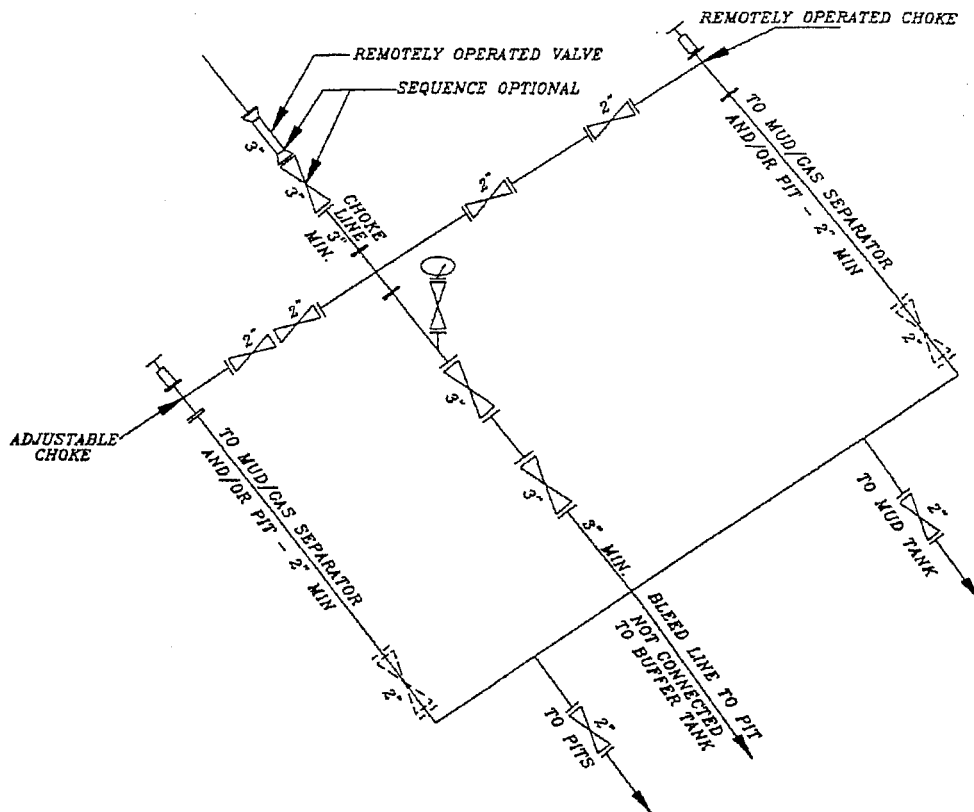 REMOTELY OPERATED CHOKE
REMOTELY OPERATED VALVE
SEQUENCE OPTIONAL
3"
3"
CHOKE
LINE
3"
MIN.
2"
2"
2"
2"
TO MUD/GAS SEPARATOR
AND/OR PIT - 2" MIN
2"
ADJUSTABLE
CHOKE
TO MUD/GAS SEPARATOR
AND/OR PIT - 2" MIN
2"
3"
3"
3" MIN.
2"
TO MUD TANK
BLEED LINE TO PIT
NOT CONNECTED
TO BUFFER TANK
2"
TO PITS